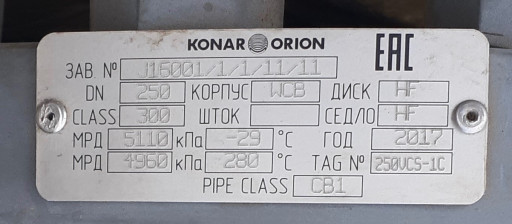 KONAR ORION
EAC
ЗАВ. № J16001/1/1/11/11
DN 250 КОРПУС WCB ДИСК HF
CLASS 300 ШТОК СЕДЛО HF
МРД 5110 кПа -29 °C ГОД 2017
МРД 4960 кПа 280 °C TAG № 250VCS-1C
PIPE CLASS CB1